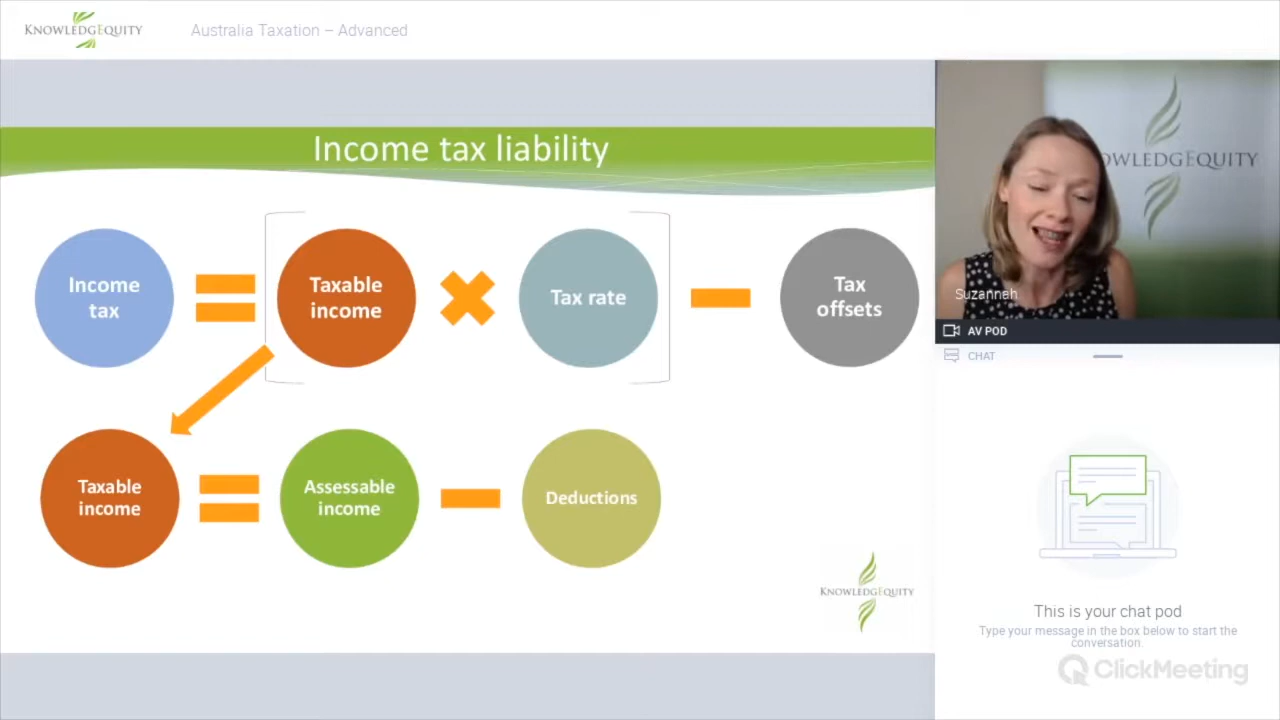 KNOWLEDGEQUITY
Australia Taxation – Advanced
Income tax liability
Income
tax
Taxable
income
Tax rate
Tax
offsets
Taxable
income
Assessable
income
Deductions
KNOWLEDGEQUITY
OWLEDGEQUITY
Suzannah
AV POD
CHAT
This is your chat pod
Type your message in the box below to start the
conversation.
ClickMeeting